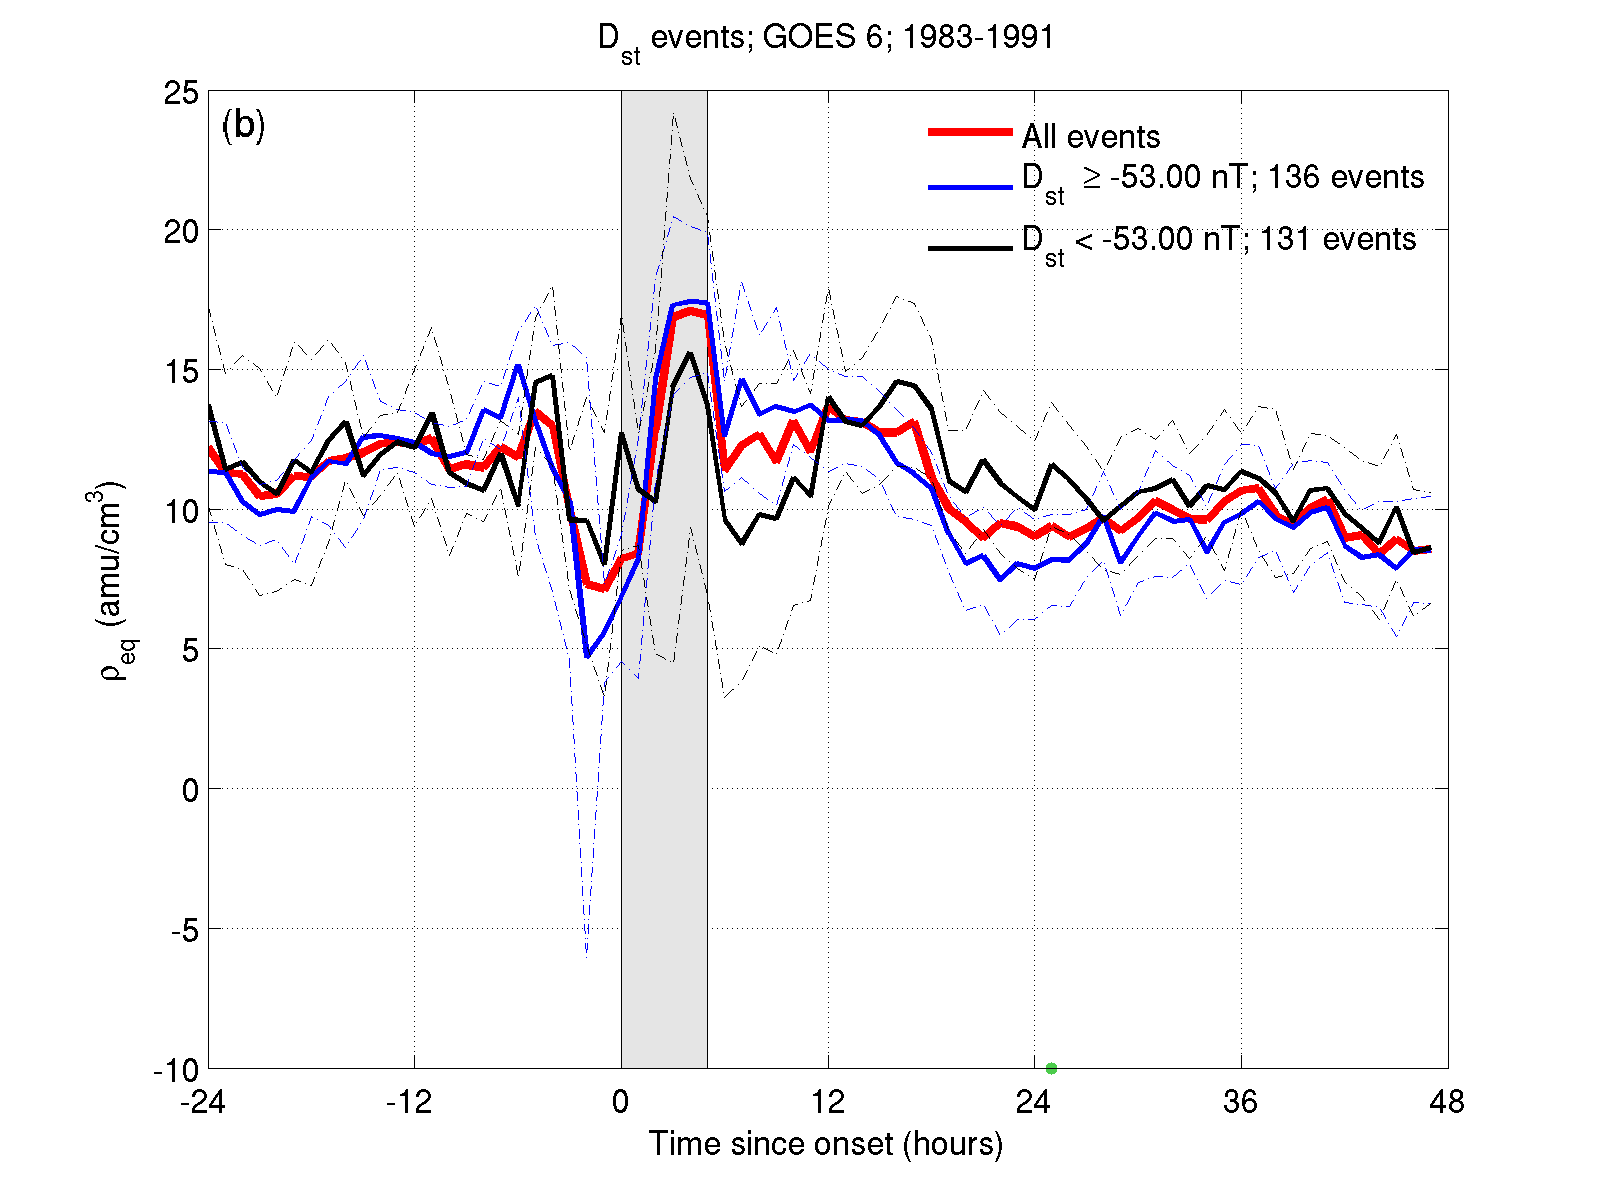 Dst events; GOES 6; 1983-1991
(b)
All events
Dst ≥ -53.00 nT; 136 events
Dst < -53.00 nT; 131 events
25
20
15
10
5
0
-5
-10
ρeq (amu/cm3)
-24 -12 0 12 24 36 48
Time since onset (hours)